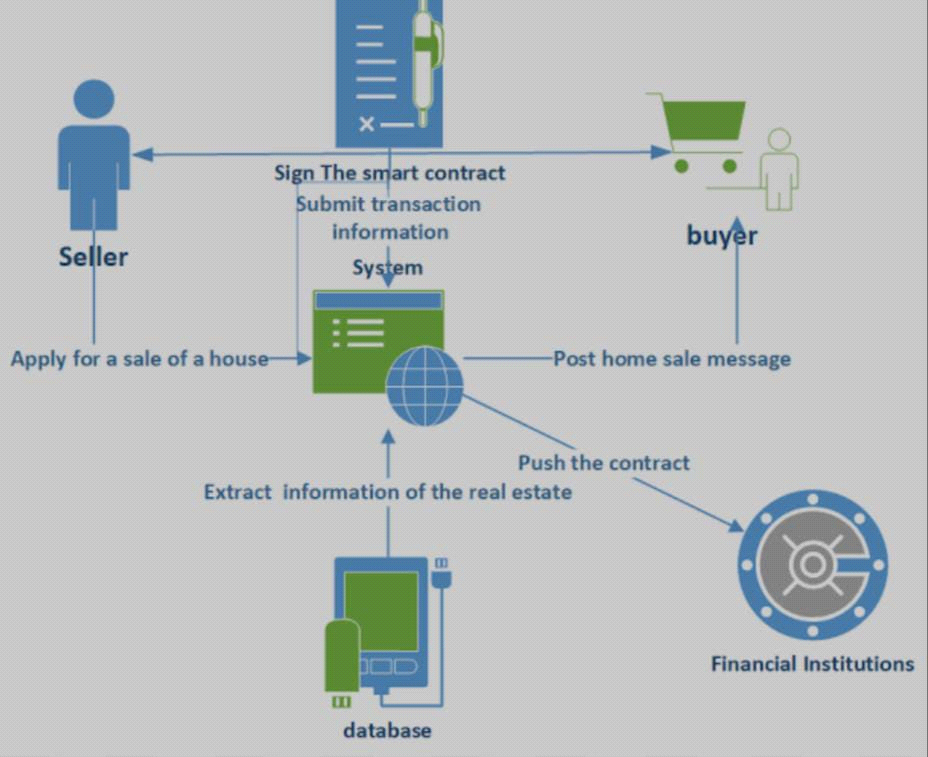 Sign The smart contract
Submit transaction
information
Seller
buyer
System
Apply for a sale of a house
Post home sale message
Push the contract
Extract  information of the real estate
Financial Institutions
database